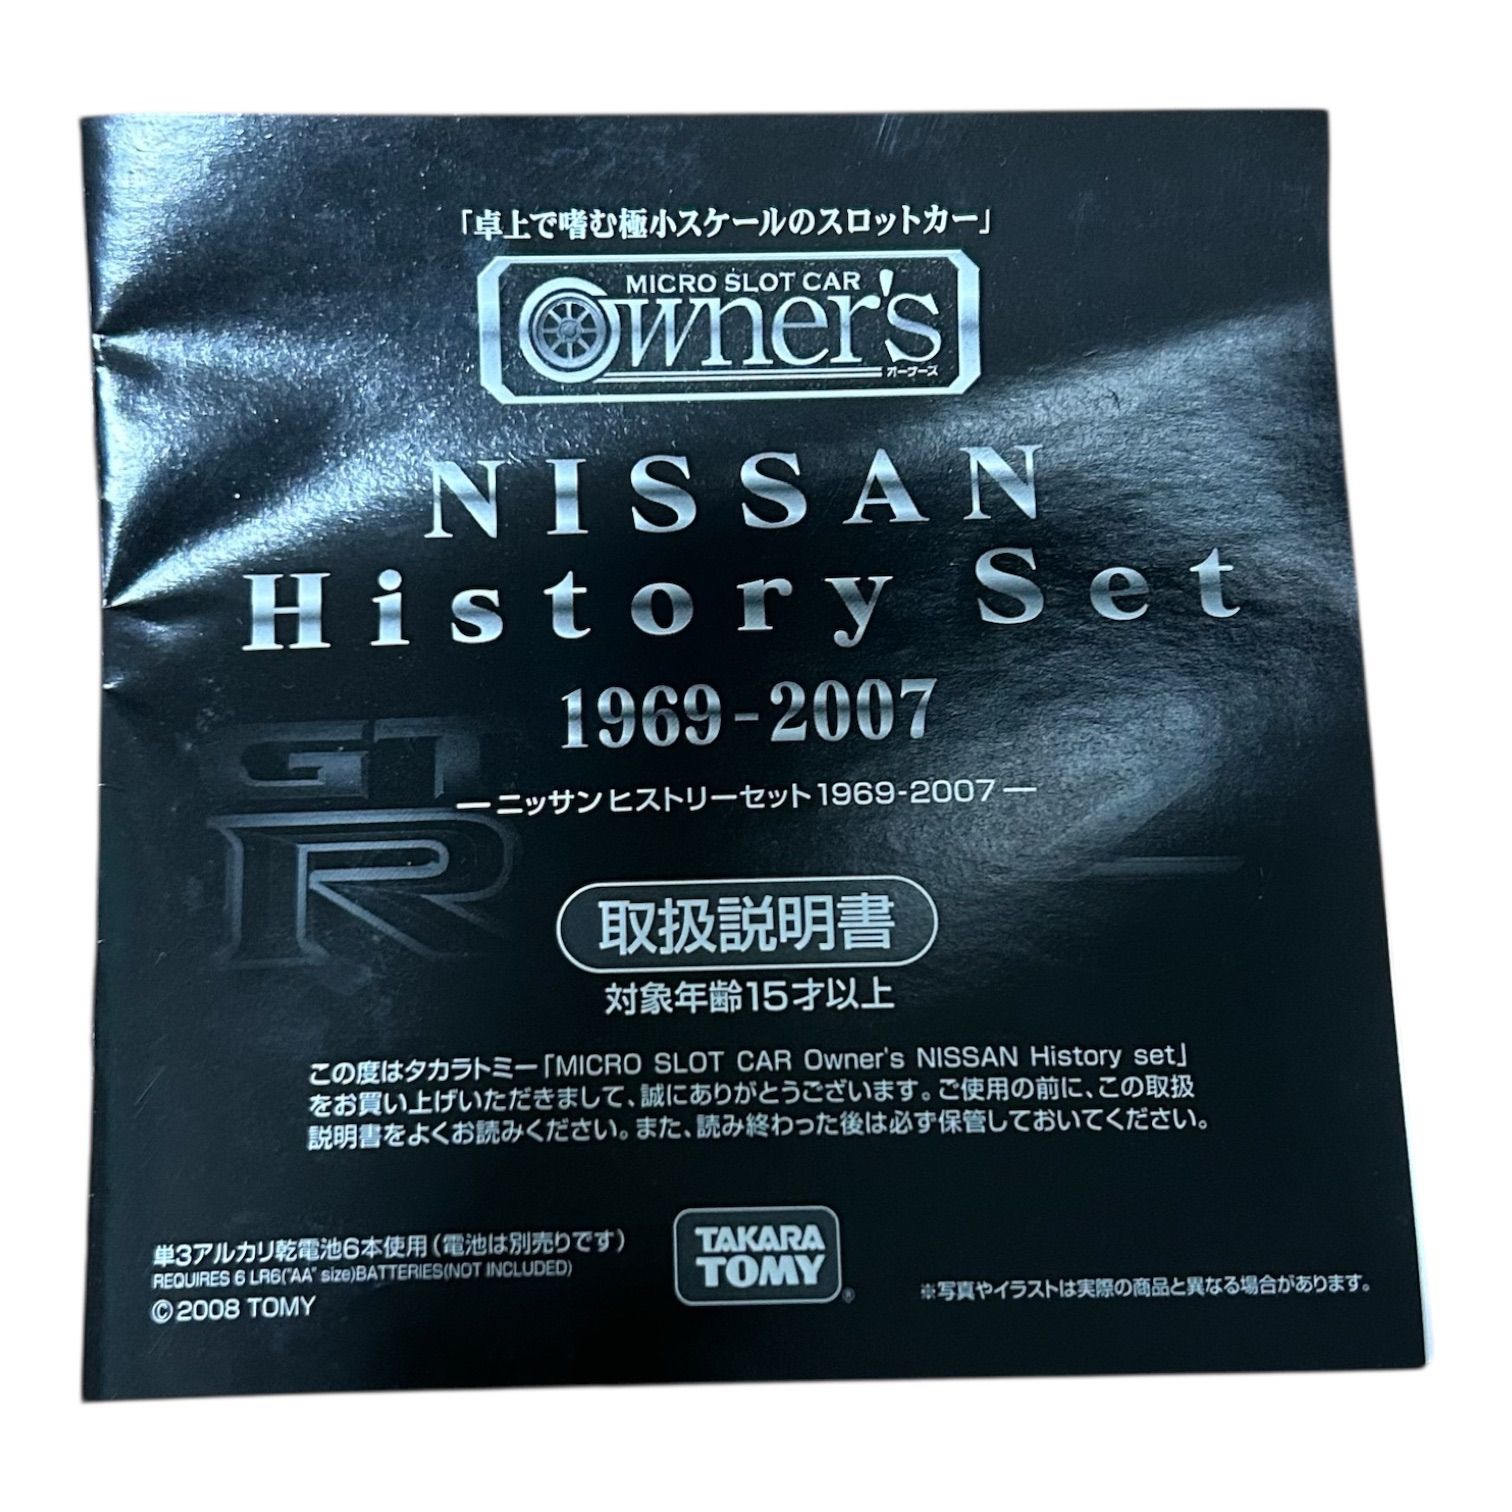 「卓上で嗜む極小スケールのスロットカー」
MICRO SLOT CAR
Owner's
オーナーズ
NISSAN
History Set
1969-2007
ーニッサンヒストリーセット1969-2007ー
GT
R
取扱説明書
対象年齢15才以上
この度はタカラトミー「MICRO SLOT CAR Owner's NISSAN History set」
をお買い上げいただきまして、誠にありがとうございます。ご使用の前に、この取扱
説明書をよくお読みください。また、読み終わった後は必ず保管しておいてください。
単3アルカリ乾電池6本使用(電池は別売りです)
REQUIRES 6 LR6("AA" size)BATTERIES(NOT INCLUDED)
©2008 TOMY
TAKARA
TOMY®
※写真やイラストは実際の商品と異なる場合があります。